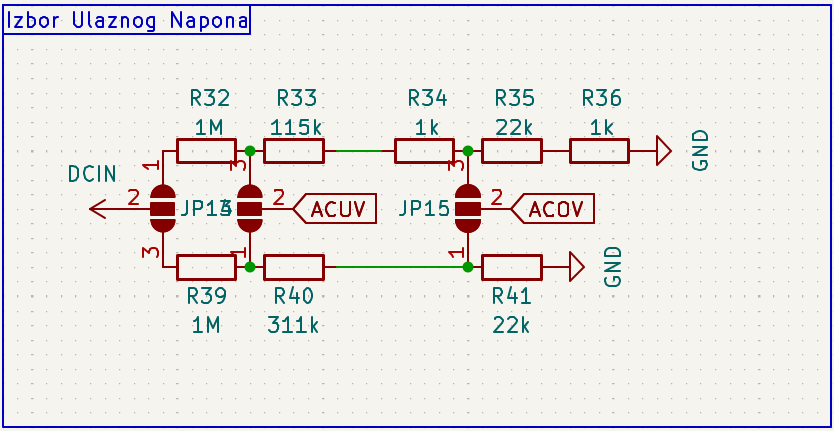 Izbor Ulaznog Napona
R32 R33 R34 R35 R36
1M 115k 1k 22k 1k
GND
1 3 3
DCIN
2 2 2
ACUV JP15 ACOV
3 1 1
GND
R39 R40 R41
1M 311k 22k